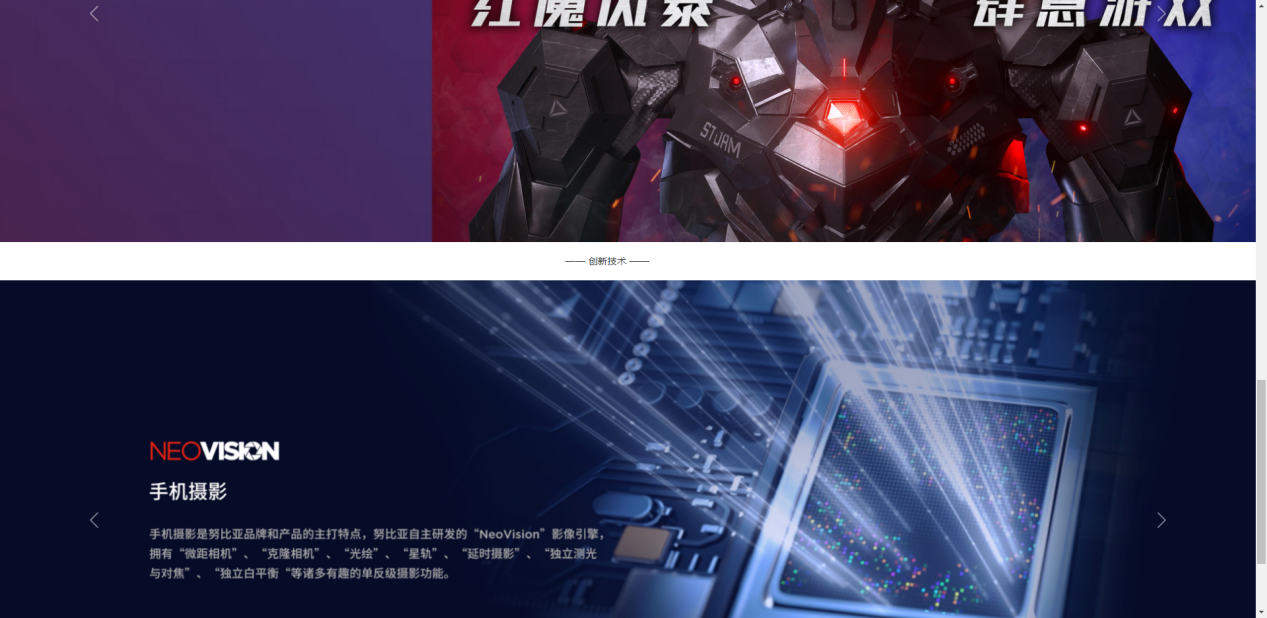 红魔风暴 肆意游戏
STORM
—— 创新技术 ——
NEOVISION
手机摄影
手机摄影是努比亚品牌和产品的主打特点，努比亚自主研发的“NeoVision”影像引擎，
拥有“微距相机”、“克隆相机”、“光绘”、“星轨”、“延时摄影”、“独立测光
与对焦”、“独立白平衡“等诸多有趣的单反级摄影功能。